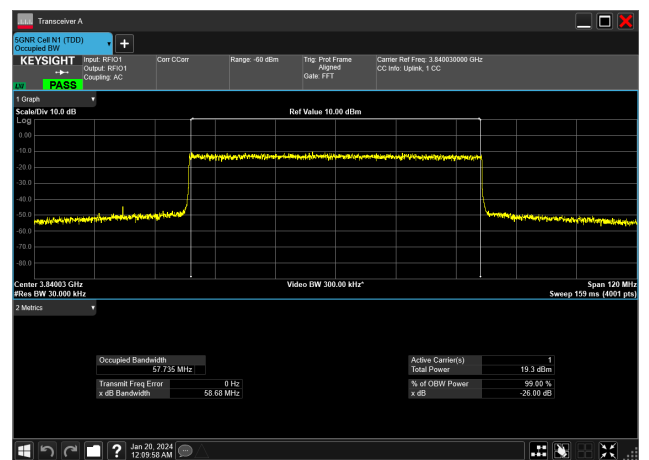 Transceiver A
5GNR Cell N1 (TDD)
Occupied BW
+
KEYSIGHT
LV
PASS
Input: RFIO1
Output: RFIO1
Coupling: AC
Corr CCorr
Range: -60 dBm
Trig: Prot Frame
Aligned
Gate: FFT
Carrier Ref Freq: 3.840030000 GHz
CC Info: Uplink, 1 CC
1 Graph
Scale/Div 10.0 dB
Ref Value 10.00 dBm
Log
0.00
-10.0
-20.0
-30.0
-40.0
-50.0
-60.0
-70.0
-80.0
Center 3.84003 GHz
Video BW 300.00 kHz*
Span 120 MHz
#Res BW 30.000 kHz
Sweep 159 ms (4001 pts)
2 Metrics
Occupied Bandwidth
57.735 MHz
Transmit Freq Error 0 Hz
x dB Bandwidth 58.68 MHz
Active Carrier(s) 1
Total Power 19.3 dBm
% of OBW Power 99.00 %
x dB -26.00 dB
?
Jan 20, 2024
12:09:58 AM